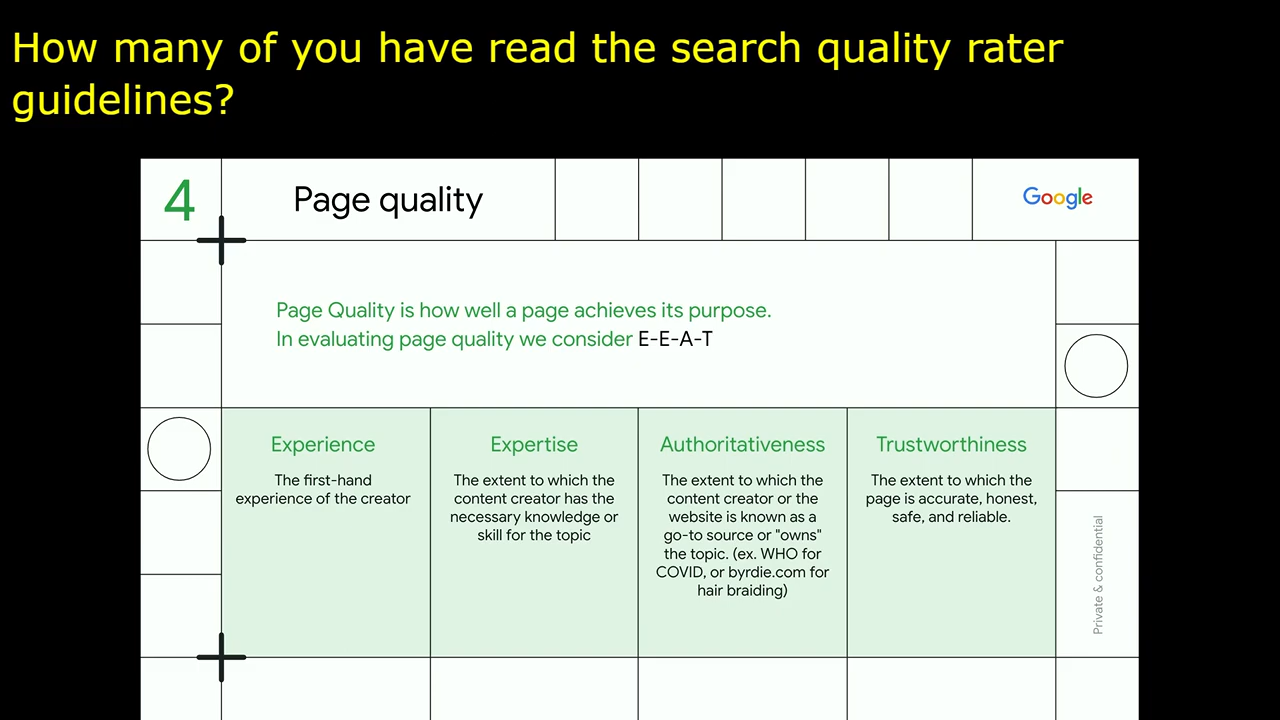 How many of you have read the search quality rater
guidelines?
4
Page quality
Google
Page Quality is how well a page achieves its purpose.
In evaluating page quality we consider E-E-A-T
Experience
The first-hand
experience of the creator
Expertise
The extent to which the
content creator has the
necessary knowledge or
skill for the topic
Authoritativeness
The extent to which the
content creator or the
website is known as a
go-to source or "owns"
the topic. (ex. WHO for
COVID, or byrdie.com for
hair braiding)
Trustworthiness
The extent to which the
page is accurate, honest,
safe, and reliable.
Private & confidential